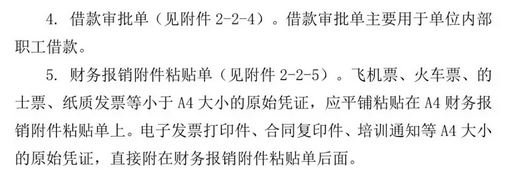 4. 借款审批单（见附件 2-2-4）。借款审批单主要用于单位内部
职工借款。
5. 财务报销附件粘贴单（见附件 2-2-5）。飞机票、火车票、的
士票、纸质发票等小于 A4 大小的原始凭证，应平铺粘贴在 A4 财务报
销附件粘贴单上。电子发票打印件、合同复印件、培训通知等 A4 大小
的原始凭证，直接附在财务报销附件粘贴单后面。